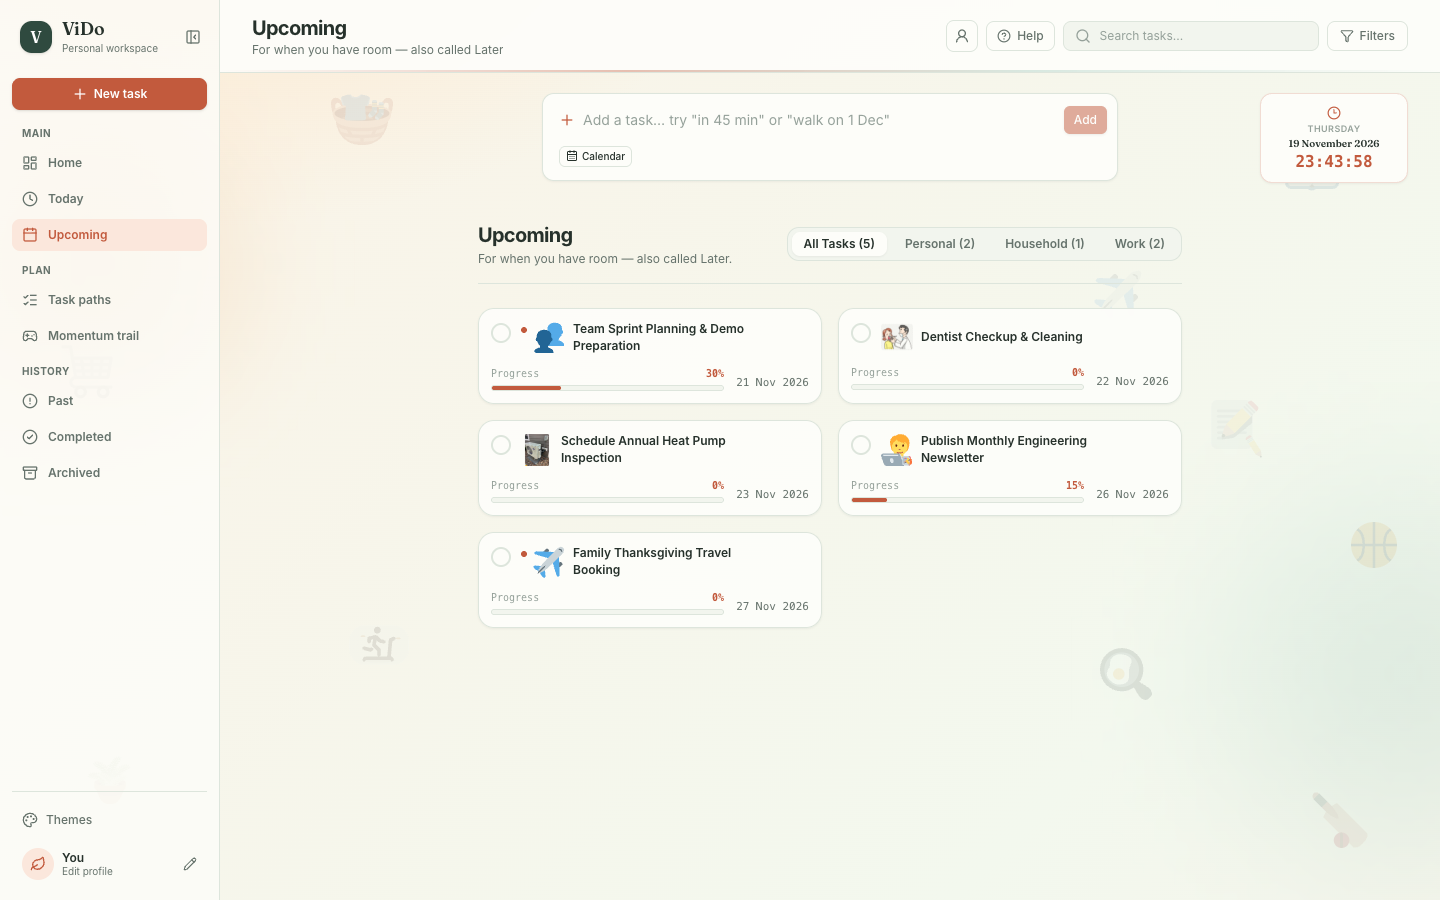 V
ViDo
Personal workspace
New task
MAIN
Home
Today
Upcoming
PLAN
Task paths
Momentum trail
HISTORY
Past
Completed
Archived
Themes
You
Edit profile
Upcoming
For when you have room — also called Later
Help
Search tasks...
Filters
Add a task... try "in 45 min" or "walk on 1 Dec"
Add
Calendar
THURSDAY
19 November 2026
23:43:58
Upcoming
For when you have room — also called Later.
All Tasks (5)
Personal (2)
Household (1)
Work (2)
Team Sprint Planning & Demo
Preparation
Progress
30%
21 Nov 2026
Dentist Checkup & Cleaning
Progress
0%
22 Nov 2026
Schedule Annual Heat Pump
Inspection
Progress
0%
23 Nov 2026
Publish Monthly Engineering
Newsletter
Progress
15%
26 Nov 2026
Family Thanksgiving Travel
Booking
Progress
0%
27 Nov 2026